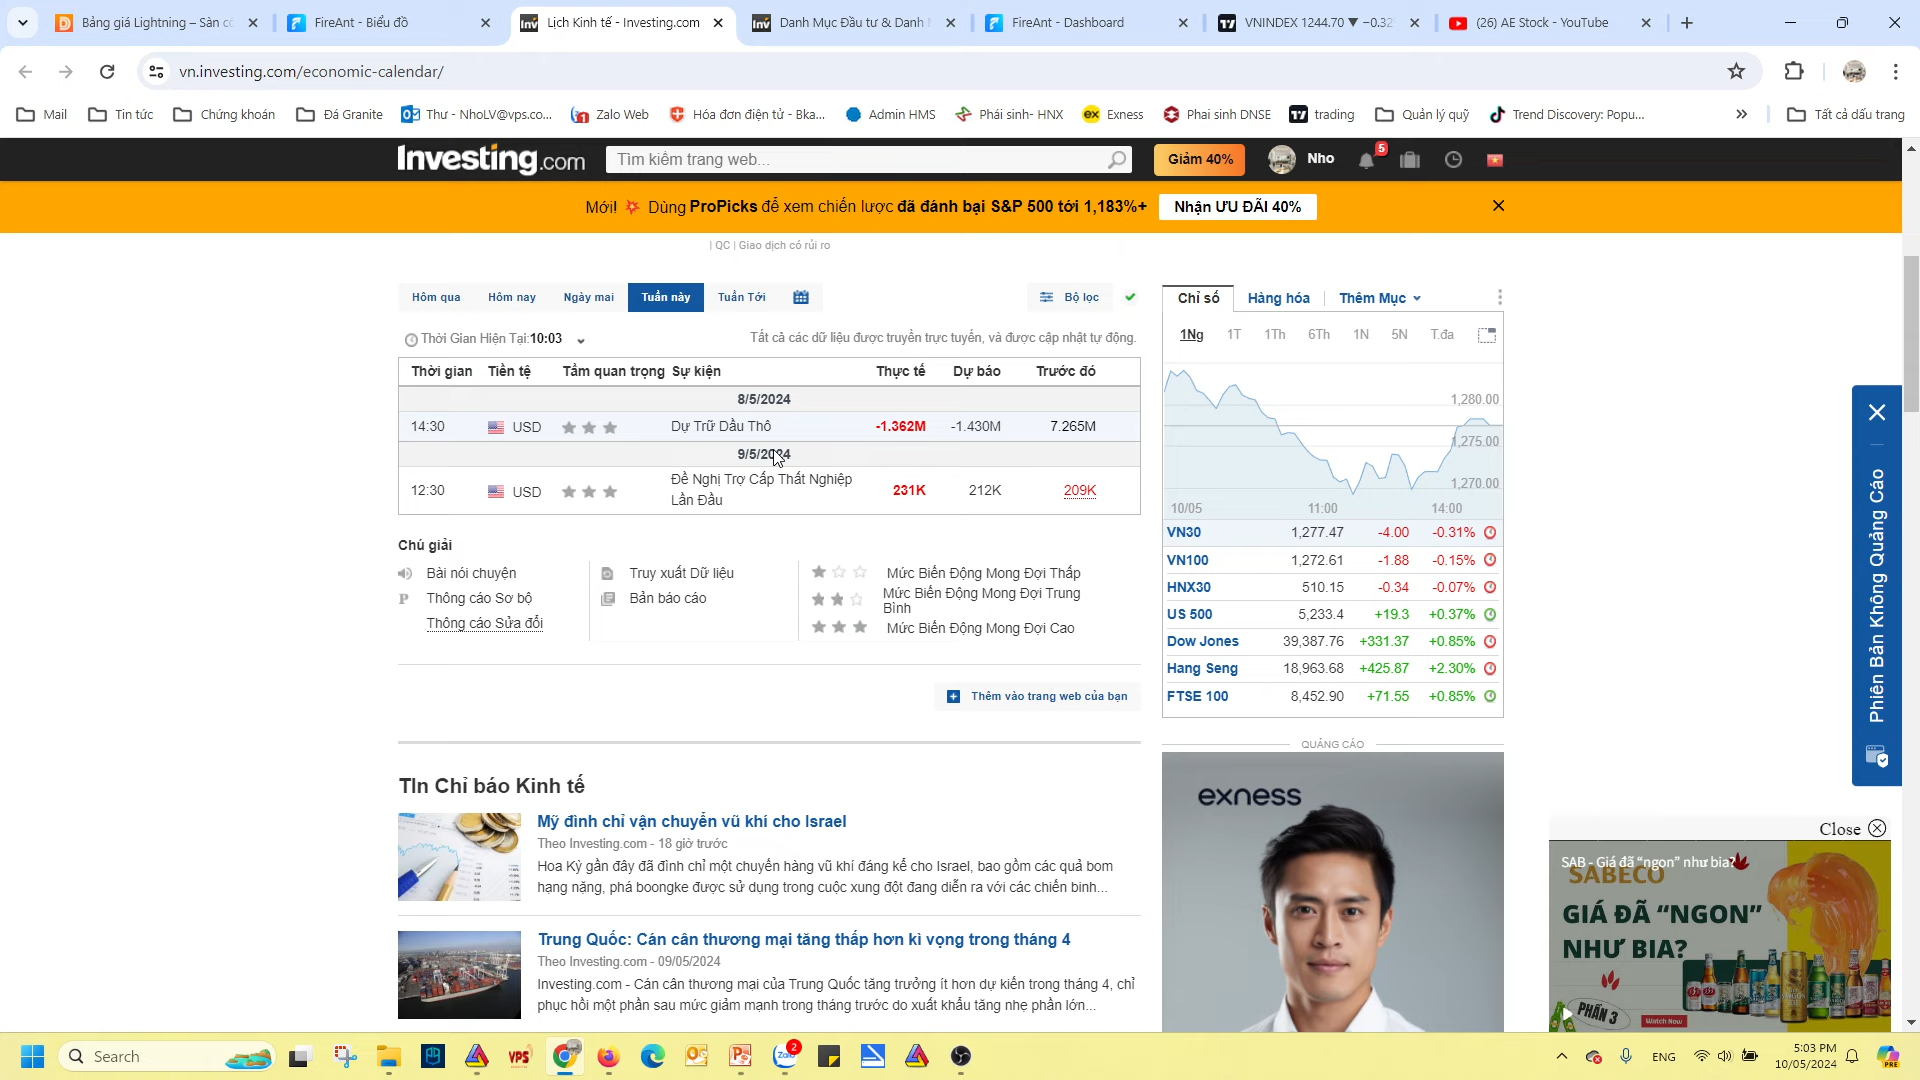 Bảng giá Lightning – Sàn cc
FireAnt - Biểu đồ
Lịch Kinh tế - Investing.com
Danh Mục Đầu tư & Danh
FireAnt - Dashboard
VNINDEX 1244.70 ▼ −0.32
(26) AE Stock - YouTube
vn.investing.com/economic-calendar/
Mail
Tin tức
Chứng khoán
Đá Granite
Thư - NhoLV@vps.co...
Zalo Web
Hóa đơn điện tử - Bka...
Admin HMS
Phái sinh- HNX
Exness
Phai sinh DNSE
trading
Quản lý quỹ
Trend Discovery: Popu...
»
Tất cả dấu trang
Investing.com
Tìm kiếm trang web...
Giảm 40%
Nho
5
Mới! Dùng ProPicks để xem chiến lược đã đánh bại S&P 500 tới 1,183%+
Nhận ƯU ĐÃI 40%
| QC | Giao dịch có rủi ro
Hôm qua
Hôm nay
Ngày mai
Tuần này
Tuần Tới
Bộ lọc
Thời Gian Hiện Tại:10:03
Tất cả các dữ liệu được truyền trực tuyến, và được cập nhật tự động.
Thời gian Tiền tệ Tầm quan trọng Sự kiện Thực tế Dự báo Trước đó
8/5/2024
14:30 USD Dự Trữ Dầu Thô -1.362M -1.430M 7.265M
9/5/2024
12:30 USD Đề Nghị Trợ Cấp Thất Nghiệp 231K 212K 209K
Lần Đầu
Chú giải
Bài nói chuyện
Thông cáo Sơ bộ
Thông cáo Sửa đổi
Truy xuất Dữ liệu
Bản báo cáo
Mức Biến Động Mong Đợi Thấp
Mức Biến Động Mong Đợi Trung
Bình
Mức Biến Động Mong Đợi Cao
Thêm vào trang web của bạn
TIn Chỉ báo Kinh tế
Mỹ đình chỉ vận chuyển vũ khí cho Israel
Theo Investing.com - 18 giờ trước
Hoa Kỳ gần đây đã đình chỉ một chuyến hàng vũ khí đáng kể cho Israel, bao gồm các quả bom
hạng nặng, phá boongke được sử dụng trong cuộc xung đột đang diễn ra với các chiến binh...
Trung Quốc: Cán cân thương mại tăng thấp hơn kì vọng trong tháng 4
Theo Investing.com - 09/05/2024
Investing.com - Cán cân thương mại của Trung Quốc tăng trưởng ít hơn dự kiến trong tháng 4, chỉ
phục hồi một phần sau mức giảm mạnh trong tháng trước do xuất khẩu tăng nhẹ phần lớn...
Chỉ số
Hàng hóa
Thêm Mục
1Ng 1T 1Th 6Th 1N 5N T.đa
1,280.00
1,275.00
1,270.00
10/05 11:00 14:00
VN30 1,277.47 -4.00 -0.31%
VN100 1,272.61 -1.88 -0.15%
HNX30 510.15 -0.34 -0.07%
US 500 5,233.4 +19.3 +0.37%
Dow Jones 39,387.76 +331.37 +0.85%
Hang Seng 18,963.68 +425.87 +2.30%
FTSE 100 8,452.90 +71.55 +0.85%
QUẢNG CÁO
exness
Phiên Bản Không Quảng Cáo
Close
SAB - Giá đã “ngon” như bia?
SABECO
GIÁ ĐÃ “NGON”
NHƯ BIA?
PHẦN 3
Watch Now
Search
VPS
Zalo
2
ENG
5:03 PM
10/05/2024
PRE